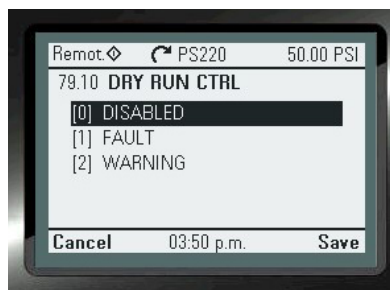 Remot. PS220 50.00 PSI
79.10 DRY RUN CTRL
[0] DISABLED
[1] FAULT
[2] WARNING
Cancel 03:50 p.m. Save